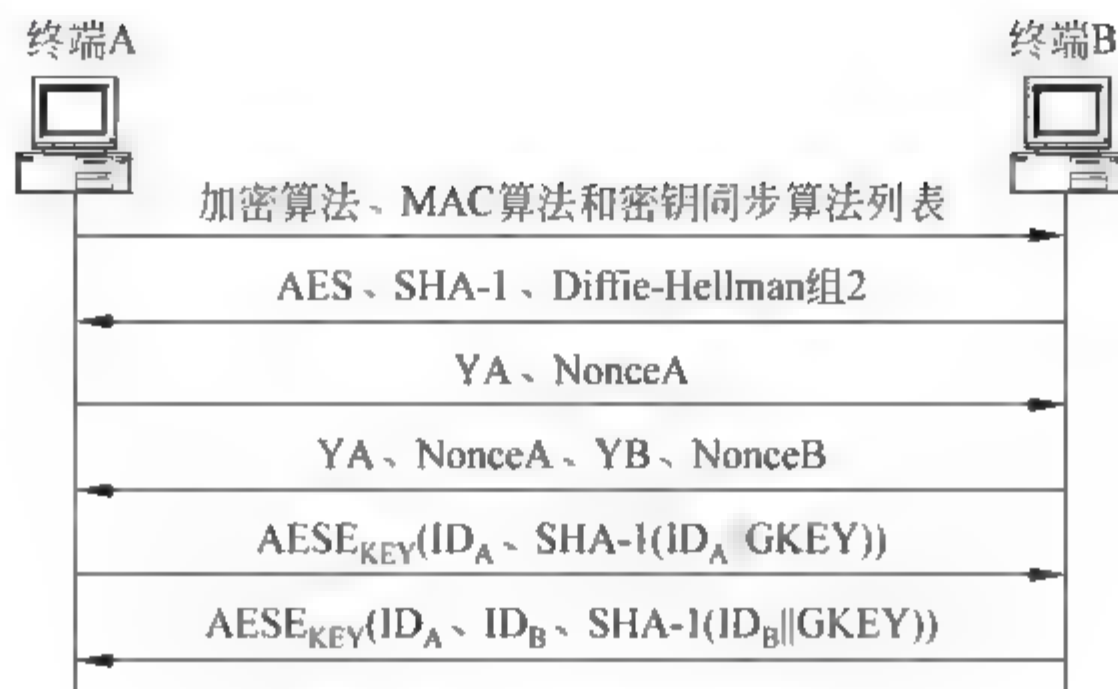 终端A
终端B
加密算法、MAC算法和密钥同步算法列表
AES、SHA-1、Diffie-Hellman组2
YA、NonceA
YA、NonceA、YB、NonceB
AESE_KEY(ID_A、SHA-1(ID_A GKEY))
AESE_KEY(ID_A、ID_B、SHA-1(ID_B||GKEY))